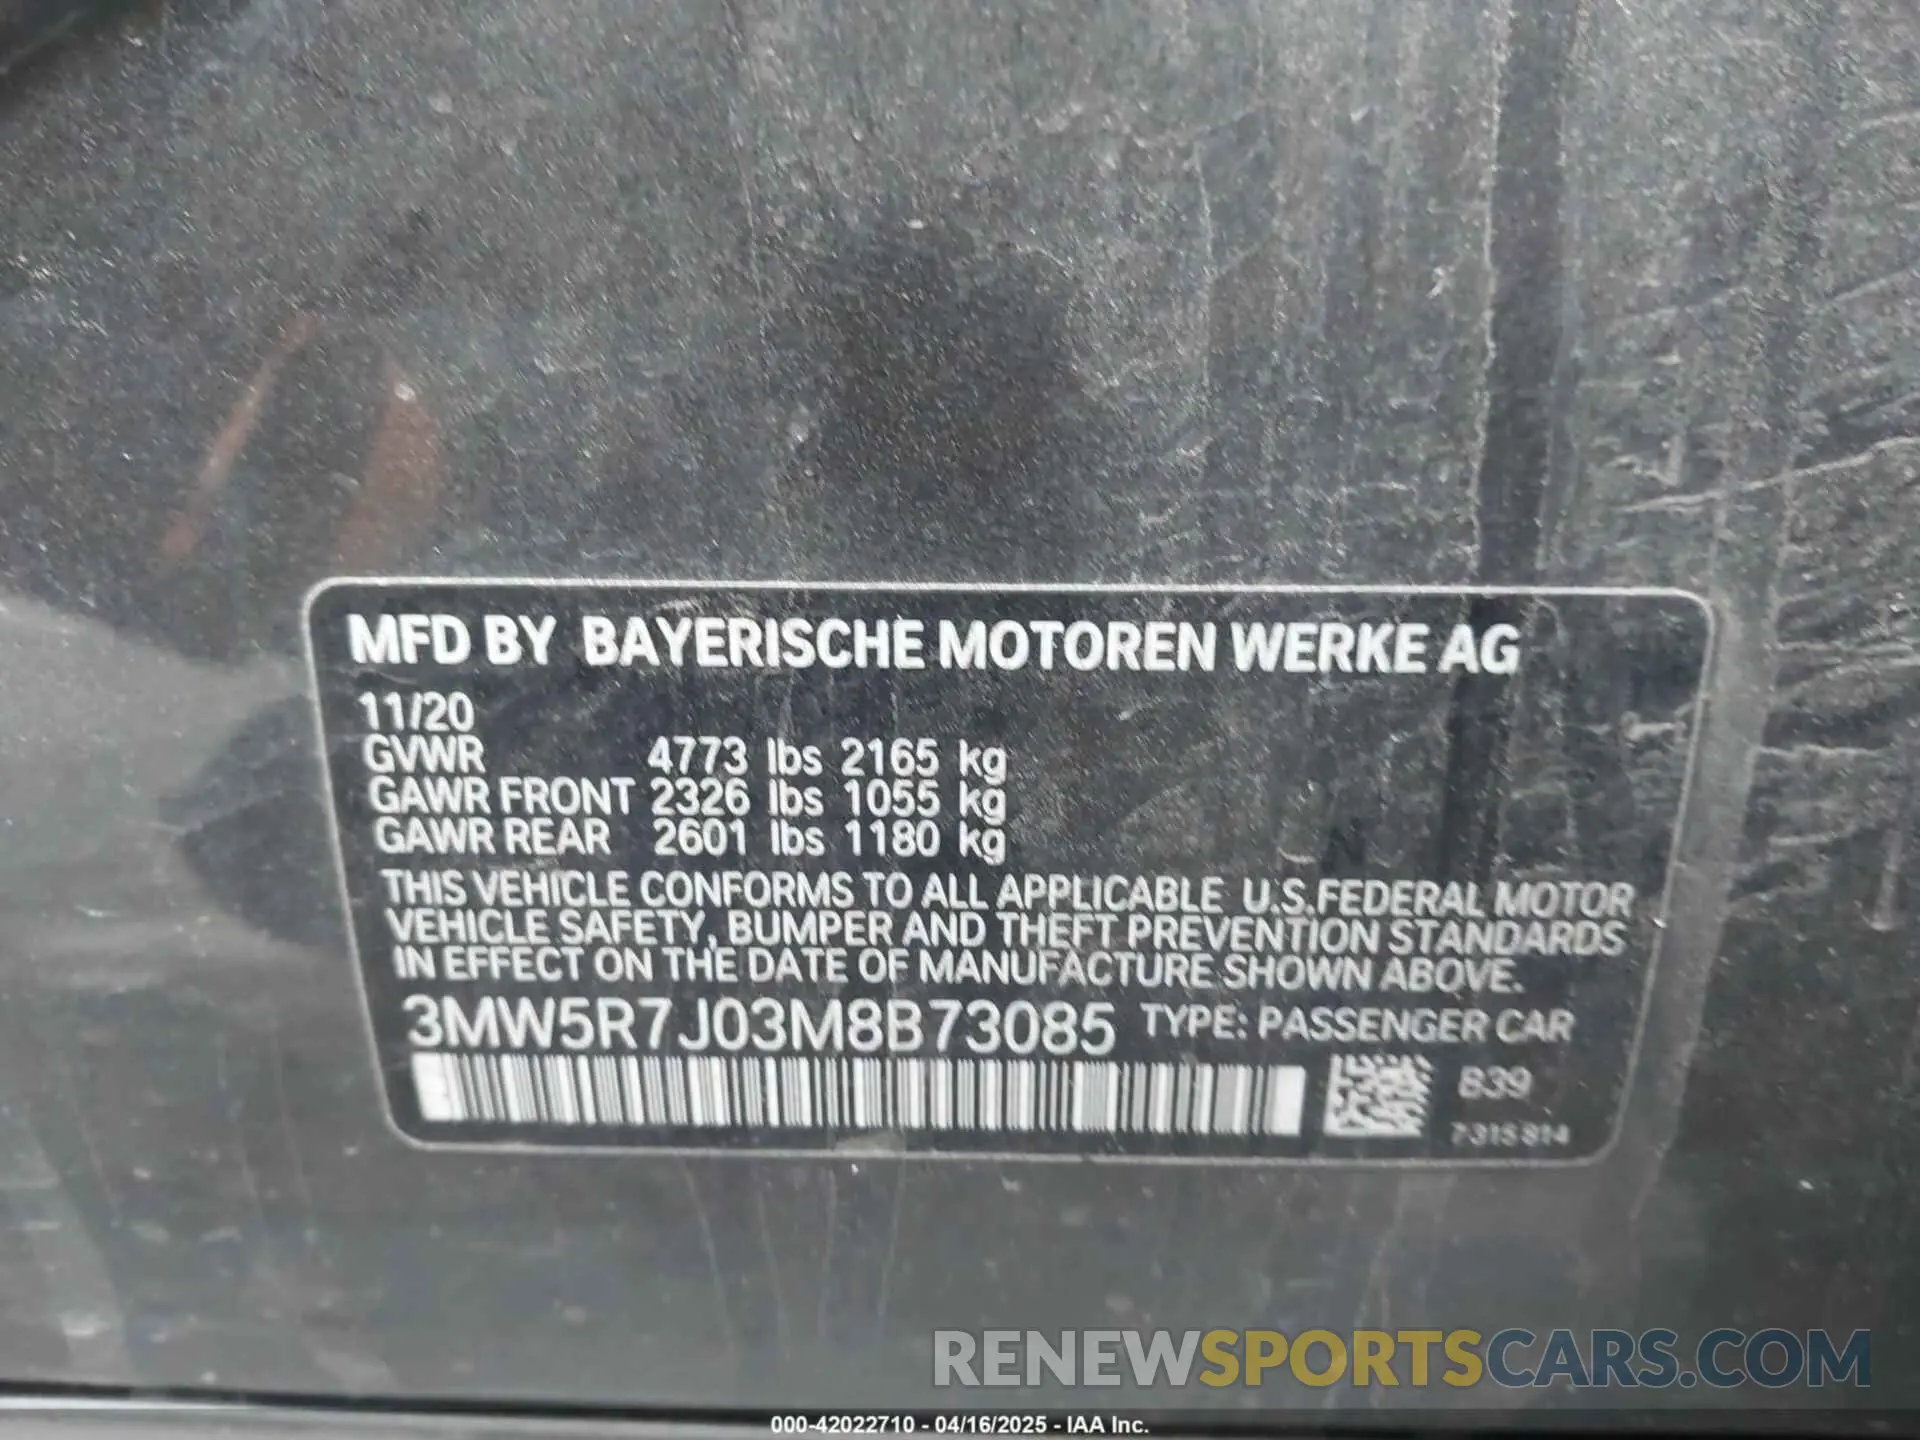 MFD BY BAYERISCHE MOTOREN WERKE AG
11/20
GVWR 4773 lbs 2165 kg
GAWR FRONT 2326 lbs 1055 kg
GAWR REAR 2601 lbs 1180 kg
THIS VEHICLE CONFORMS TO ALL APPLICABLE U.S.FEDERAL MOTOR
VEHICLE SAFETY, BUMPER AND THEFT PREVENTION STANDARDS
IN EFFECT ON THE DATE OF MANUFACTURE SHOWN ABOVE.
3MW5R7J03M8B73085 TYPE: PASSENGER CAR
B39
7 315 814
RENEWSPORTSCARS.COM
000-42022710 - 04/16/2025 - IAA Inc.